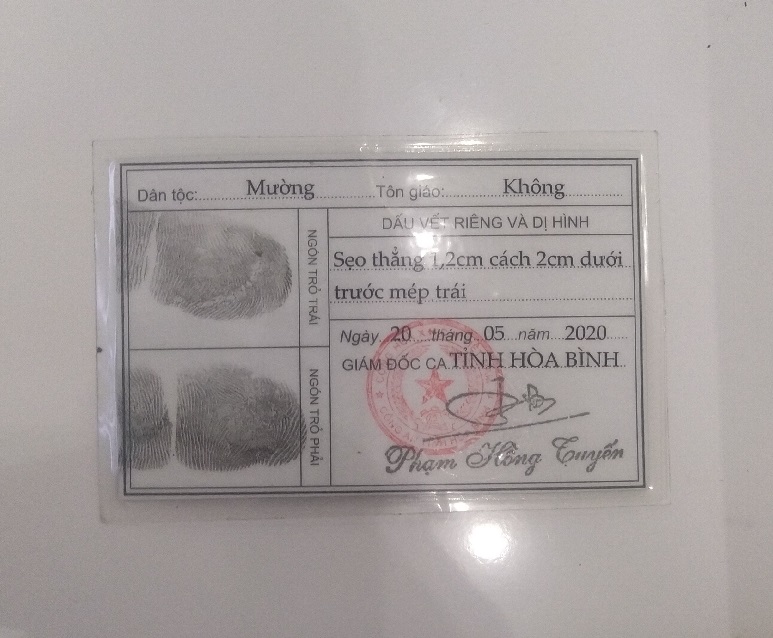 Dân tộc: Mường Tôn giáo: Không
NGÓN TRỎ TRÁI
DẤU VẾT RIÊNG VÀ DỊ HÌNH
Sẹo thẳng 1,2cm cách 2cm dưới
trước mép trái
NGÓN TRỎ PHẢI
Ngày 20 tháng 05 năm 2020
GIÁM ĐỐC CA TỈNH HÒA BÌNH
Phạm Hồng Tuyến